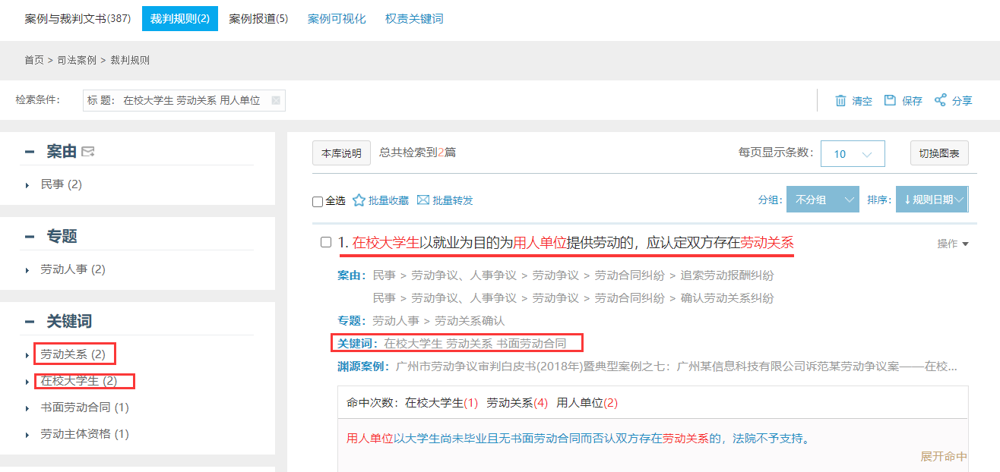 案例与裁判文书(387) 裁判规则(2) 案例报道(5) 案例可视化 权责关键词
首页 > 司法案例 > 裁判规则
检索条件： 标 题： 在校大学生 劳动关系 用人单位
清空 保存 分享
案由
民事 (2)
专题
劳动人事 (2)
关键词
劳动关系 (2)
在校大学生 (2)
书面劳动合同 (1)
劳动主体资格 (1)
本库说明 总共检索到2篇 每页显示条数： 10 切换图表
全选 批量收藏 批量转发 分组： 不分组 排序： ↓规则日期
1. 在校大学生以就业为目的为用人单位提供劳动的，应认定双方存在劳动关系 操作
案由： 民事 > 劳动争议、人事争议 > 劳动争议 > 劳动合同纠纷 > 追索劳动报酬纠纷
民事 > 劳动争议、人事争议 > 劳动争议 > 劳动合同纠纷 > 确认劳动关系纠纷
专题： 劳动人事 > 劳动关系确认
关键词： 在校大学生 劳动关系 书面劳动合同
渊源案例： 广州市劳动争议审判白皮书(2018年)暨典型案例之七：广州某信息科技有限公司诉范某劳动争议案——在校...
命中次数： 在校大学生(1) 劳动关系(4) 用人单位(2)
用人单位以大学生尚未毕业且无书面劳动合同而否认双方存在劳动关系的，法院不予支持。
展开命中